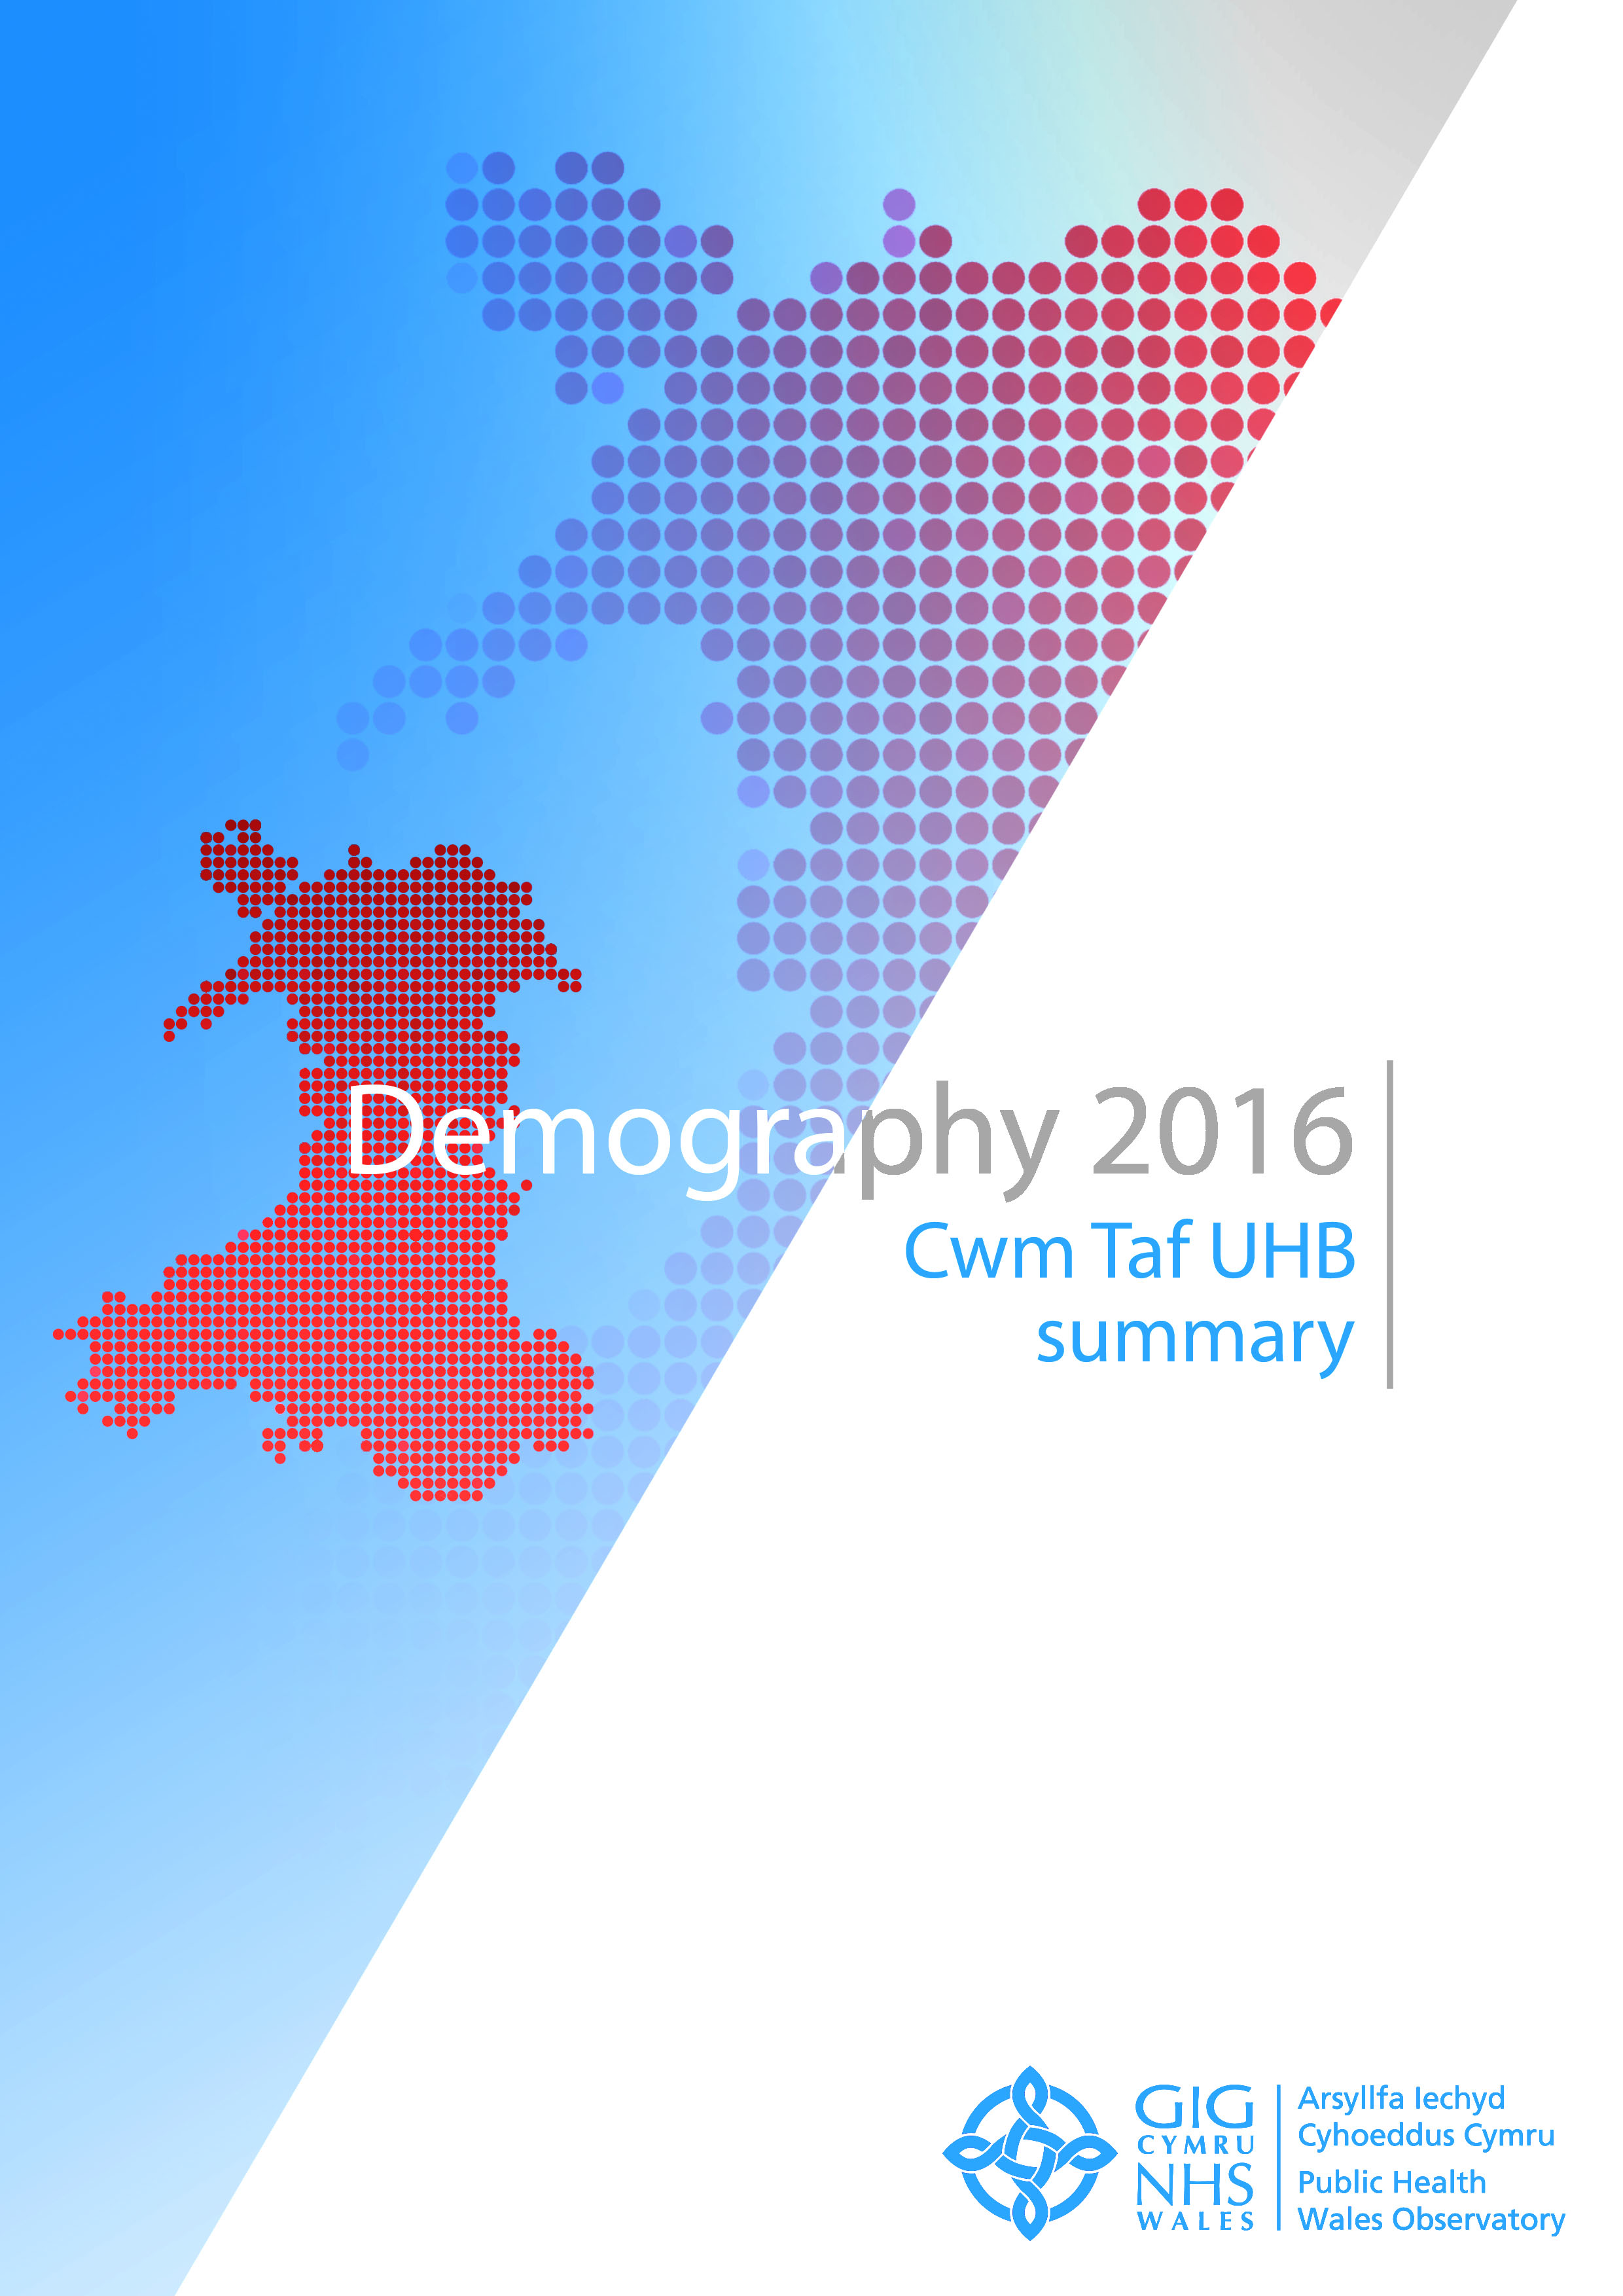 Demography 2016
Cwm Taf UHB
summary
GIG
CYMRU
NHS
WALES
Arsyllfa Iechyd
Cyhoeddus Cymru
Public Health
Wales Observatory